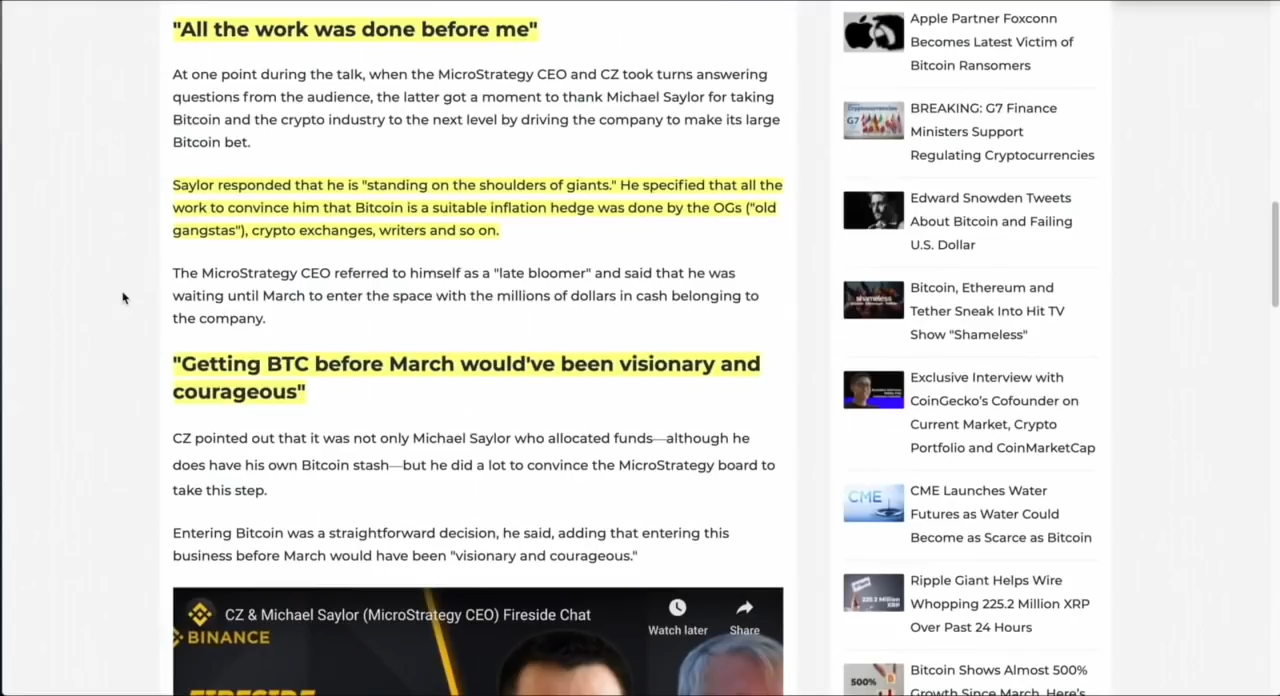 "All the work was done before me"
At one point during the talk, when the MicroStrategy CEO and CZ took turns answering
questions from the audience, the latter got a moment to thank Michael Saylor for taking
Bitcoin and the crypto industry to the next level by driving the company to make its large
Bitcoin bet.
Saylor responded that he is "standing on the shoulders of giants." He specified that all the
work to convince him that Bitcoin is a suitable inflation hedge was done by the OGs ("old
gangstas"), crypto exchanges, writers and so on.
The MicroStrategy CEO referred to himself as a "late bloomer" and said that he was
waiting until March to enter the space with the millions of dollars in cash belonging to
the company.
"Getting BTC before March would've been visionary and
courageous"
CZ pointed out that it was not only Michael Saylor who allocated funds—although he
does have his own Bitcoin stash—but he did a lot to convince the MicroStrategy board to
take this step.
Entering Bitcoin was a straightforward decision, he said, adding that entering this
business before March would have been "visionary and courageous."
CZ & Michael Saylor (MicroStrategy CEO) Fireside Chat
Watch later
Share
BINANCE
FIRESIDE
Apple Partner Foxconn
Becomes Latest Victim of
Bitcoin Ransomers
G7
BREAKING: G7 Finance
Ministers Support
Regulating Cryptocurrencies
Edward Snowden Tweets
About Bitcoin and Failing
U.S. Dollar
shameless
Bitcoin, Ethereum and
Tether Sneak Into Hit TV
Show "Shameless"
Exclusive Interview with
CoinGecko's Cofounder on
Current Market, Crypto
Portfolio and CoinMarketCap
CME
CME Launches Water
Futures as Water Could
Become as Scarce as Bitcoin
225.2 Million
XRP
Ripple Giant Helps Wire
Whopping 225.2 Million XRP
Over Past 24 Hours
500%
Bitcoin Shows Almost 500%
Growth Since March, Here's